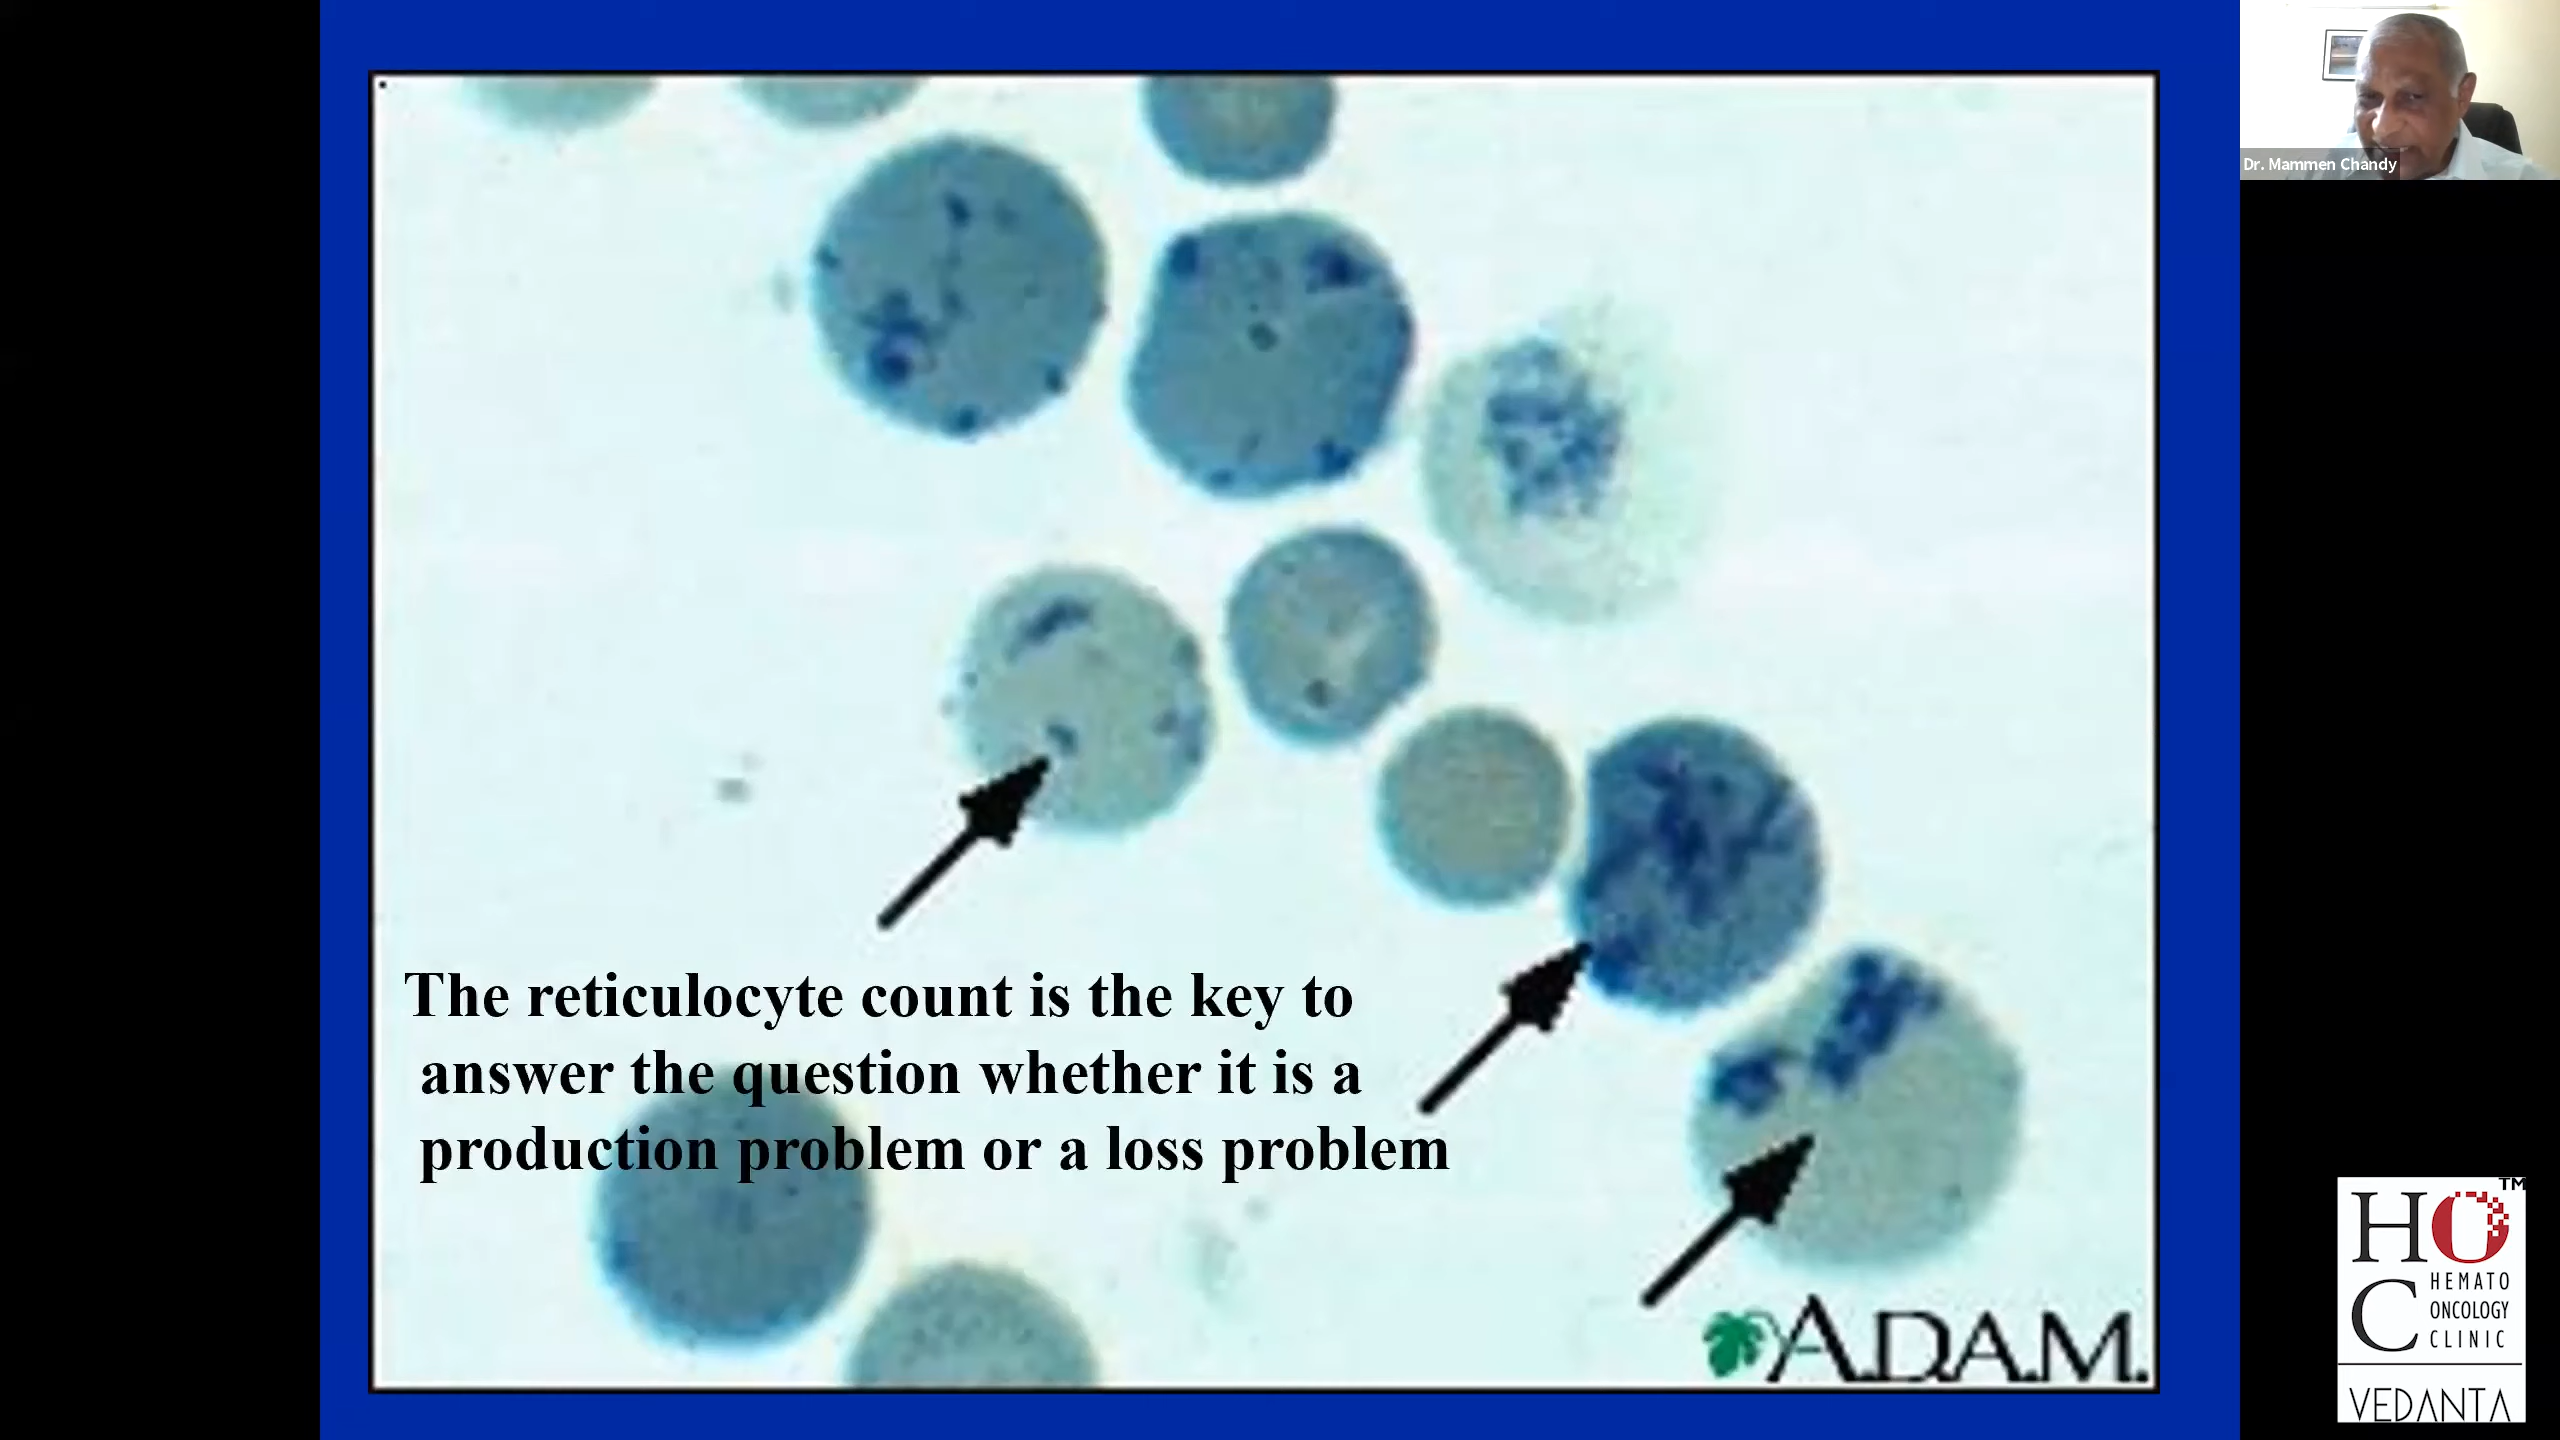 Dr. Mammen Chandy
The reticulocyte count is the key to
answer the question whether it is a
production problem or a loss problem
A.D.A.M.
HOC TM
HEMATO
ONCOLOGY
CLINIC
VEDANTA